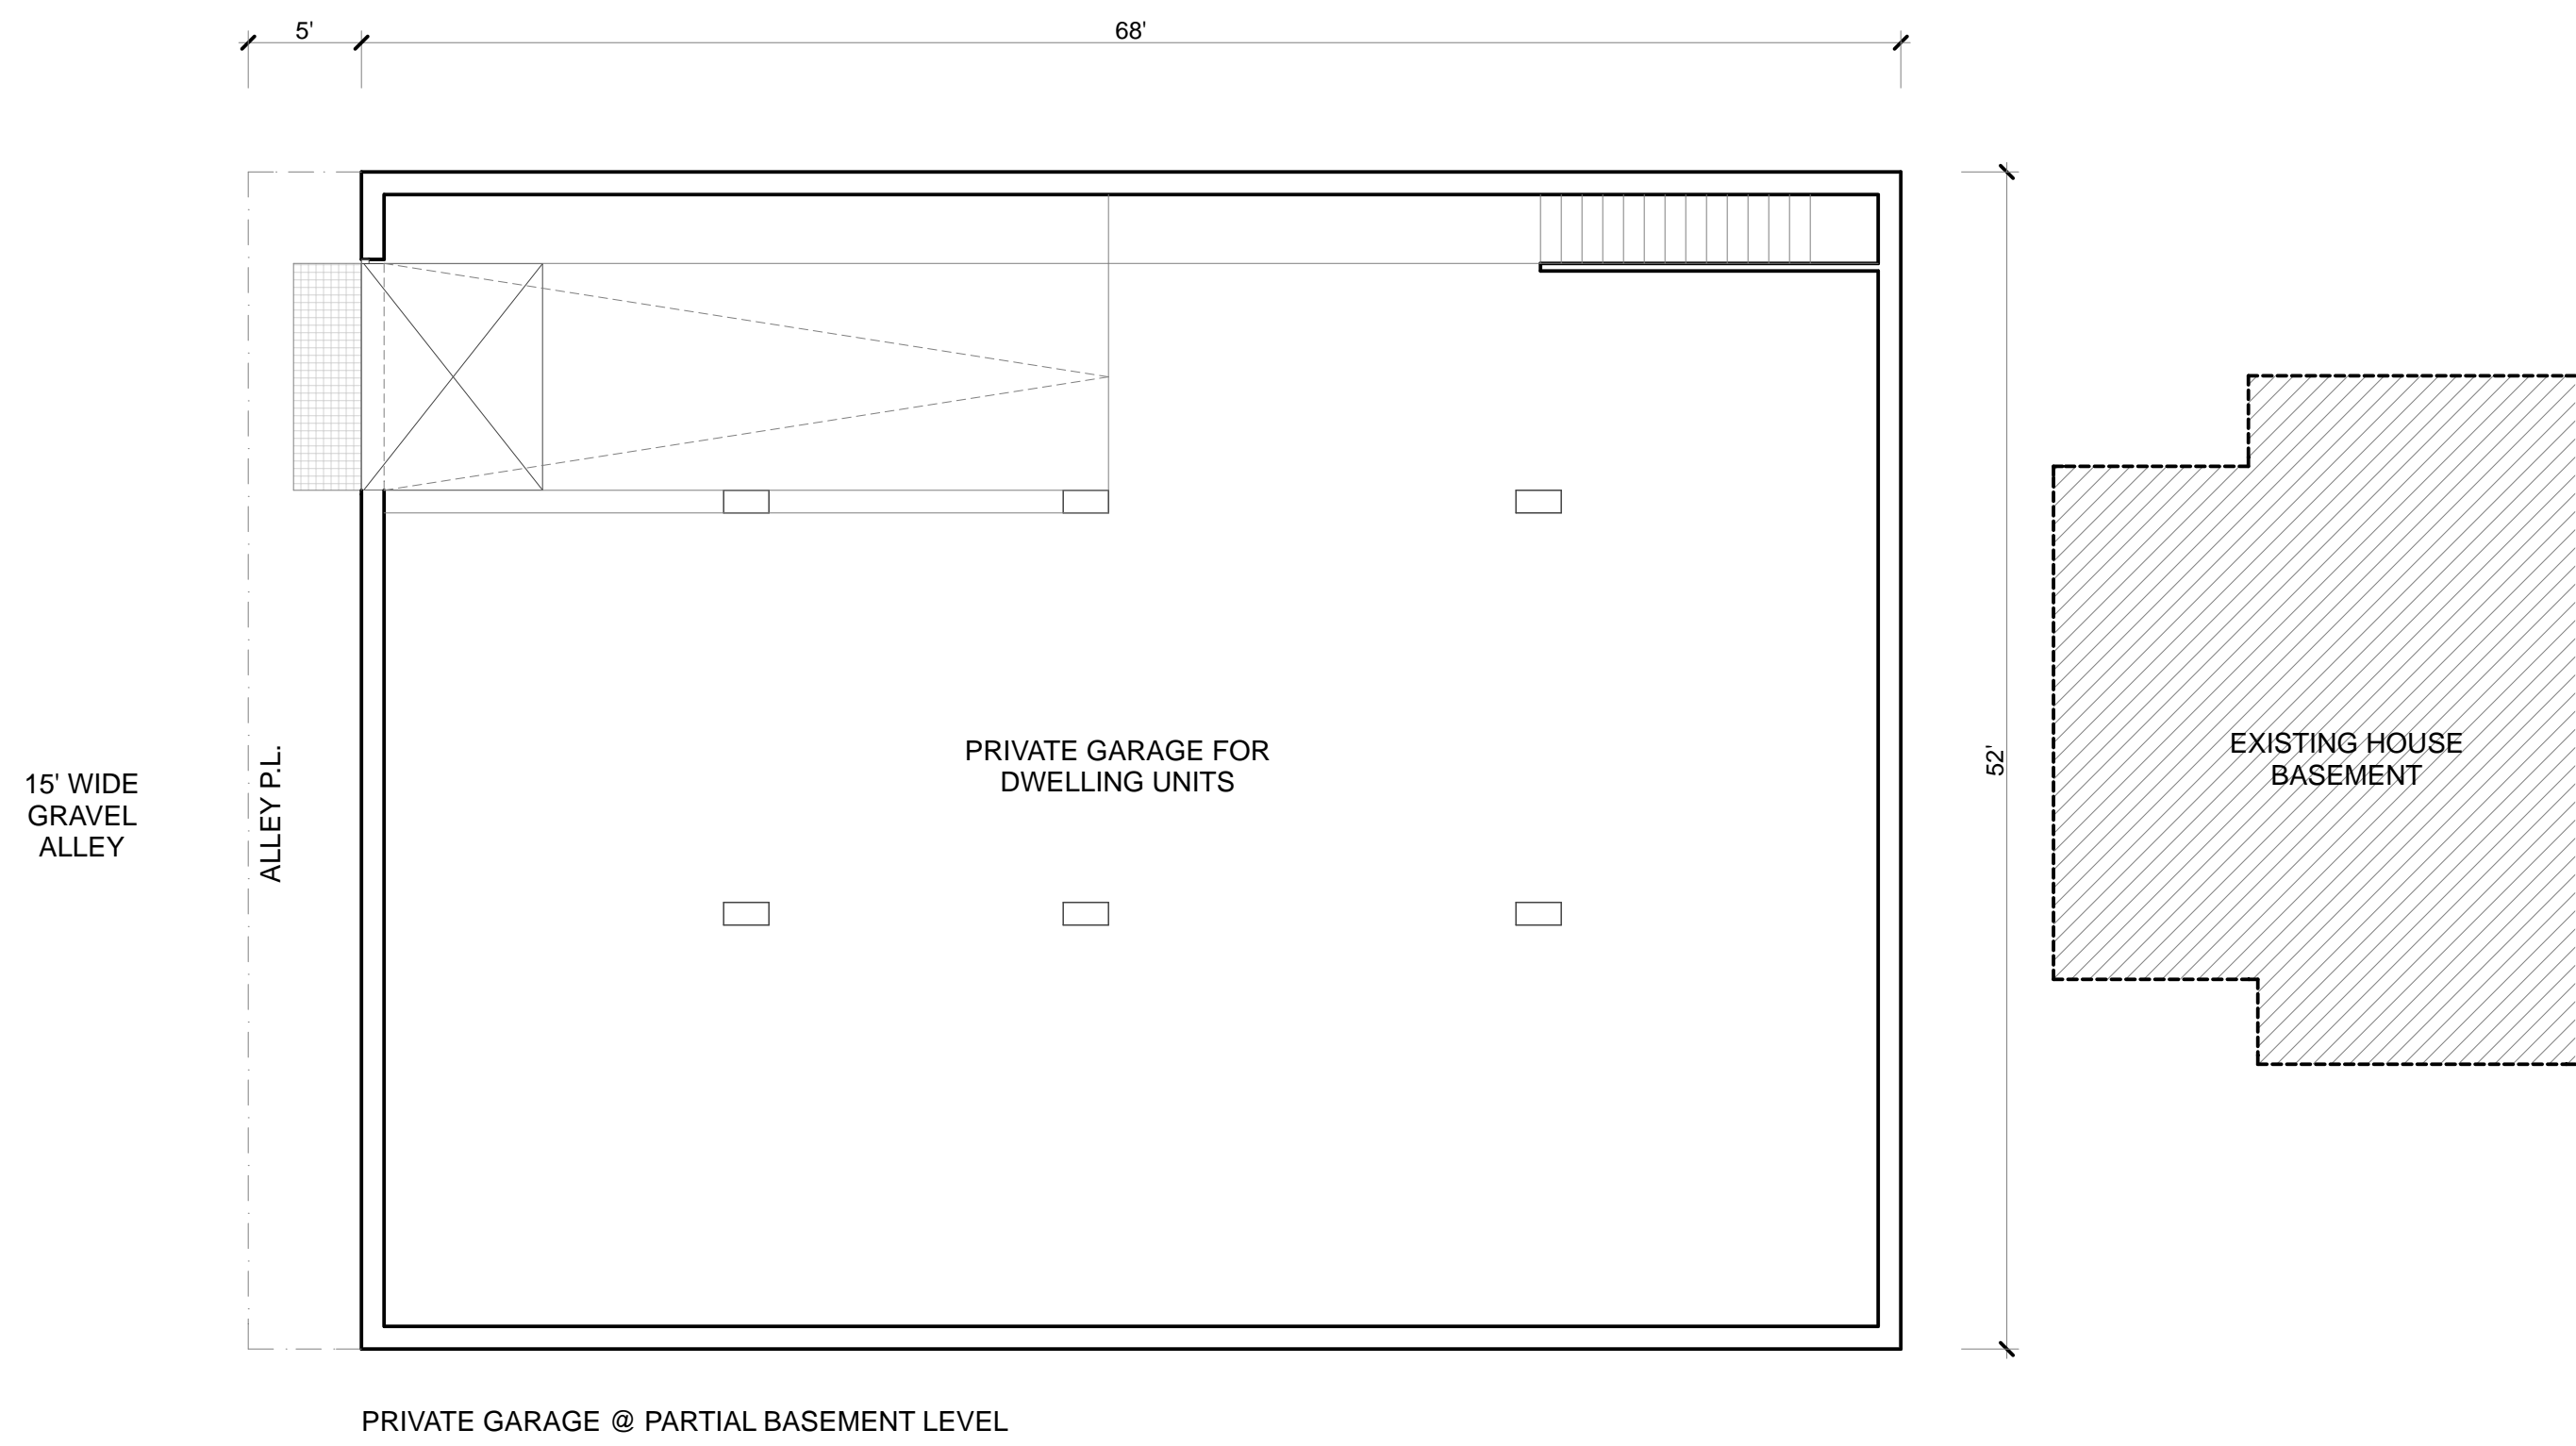 5'
68'
PRIVATE GARAGE FOR
DWELLING UNITS
15' WIDE
GRAVEL
ALLEY
ALLEY P.L.
52'
EXISTING HOUSE
BASEMENT
PRIVATE GARAGE @ PARTIAL BASEMENT LEVEL